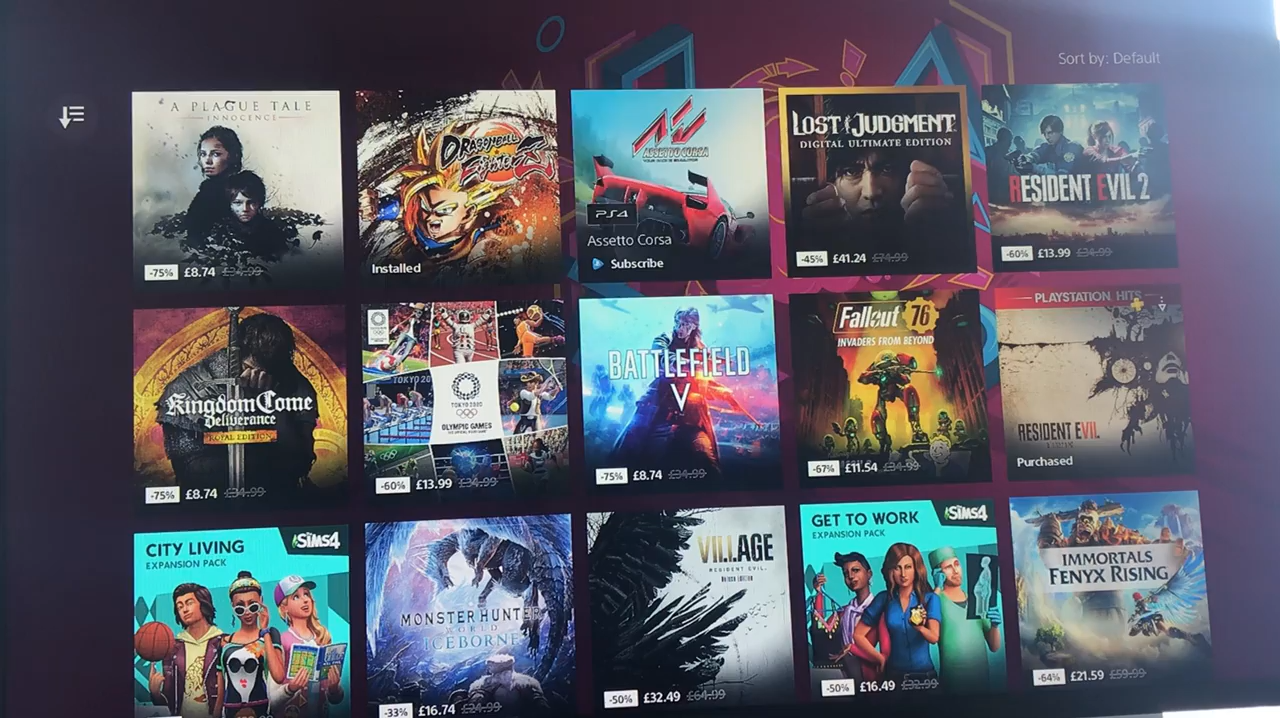 Sort by: Default
A PLAGUE TALE
INNOCENCE
-75% £8.74 £34.99
DRAGONBALL
FighterZ
Installed
ASSETTO CORSA
PS4
Assetto Corsa
Subscribe
LOST JUDGMENT
DIGITAL ULTIMATE EDITION
-45% £41.24 £74.99
RESIDENT EVIL 2
-60% £13.99 £34.99
Kingdom Come
Deliverance
ROYAL EDITION
-75% £8.74 £34.99
TOKYO 20
TOKYO 2020
OLYMPIC GAMES
-60% £13.99 £34.99
BATTLEFIELD
V
-75% £8.74 £34.99
Fallout 76
INVADERS FROM BEYOND
-67% £11.54 £34.99
PLAYSTATION HITS
RESIDENT EVIL
Purchased
CITY LIVING
EXPANSION PACK
THE SIMS 4
MONSTER HUNTER
WORLD
ICEBORNE
-33% £16.74 £24.99
VILLAGE
RESIDENT EVIL
-50% £32.49 £64.99
GET TO WORK
EXPANSION PACK
THE SIMS 4
-50% £16.49 £32.99
IMMORTALS
FENYX RISING
-64% £21.59 £59.99